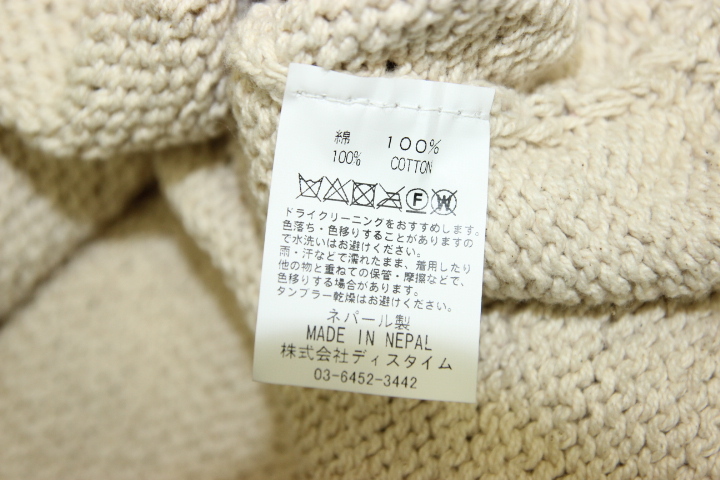 綿 100%
100% COTTON
F W
ドライクリーニングをおすすめします。
色落ち・色移りすることがありますの
で水洗いはお避けください。
雨・汗などで濡れたまま、着用したり
他の物と重ねての保管・摩擦などで、
色移りする場合があります。
タンブラー乾燥はお避けください。
ネパール製
MADE IN NEPAL
株式会社ディスタイム
03-6452-3442